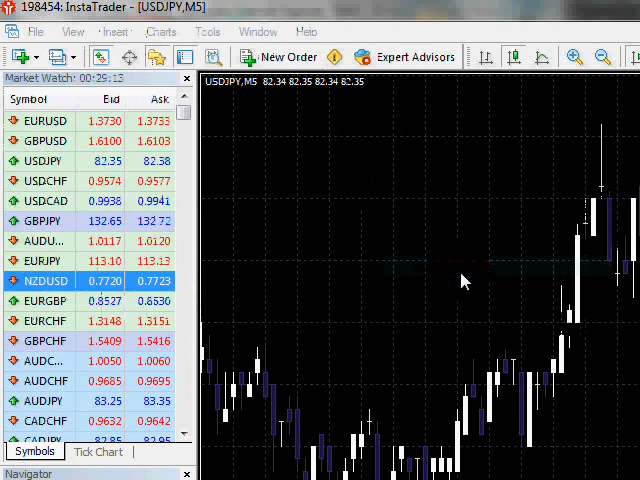 198454: InstaTrader - [USDJPY,M5]
File View Insert Charts Tools Window Help
New Order Expert Advisors
Market Watch: 00:29:13
USDJPY,M5 82.34 82.35 82.34 82.35
Symbol Bid Ask
EURUSD 1.3730 1.3733
GBPUSD 1.6100 1.6103
USDJPY 82.35 82.38
USDCHF 0.9574 0.9577
USDCAD 0.9938 0.9941
GBPJPY 132.65 132.72
AUDU... 1.0117 1.0120
EURJPY 113.10 113.13
NZDUSD 0.7720 0.7723
EURGBP 0.8527 0.8530
EURCHF 1.3148 1.3151
GBPCHF 1.5409 1.5416
AUDC... 1.0050 1.0060
AUDCHF 0.9685 0.9695
AUDJPY 83.25 83.35
CADCHF 0.9632 0.9642
CADJPY 82.85 82.95
Symbols Tick Chart
Navigator